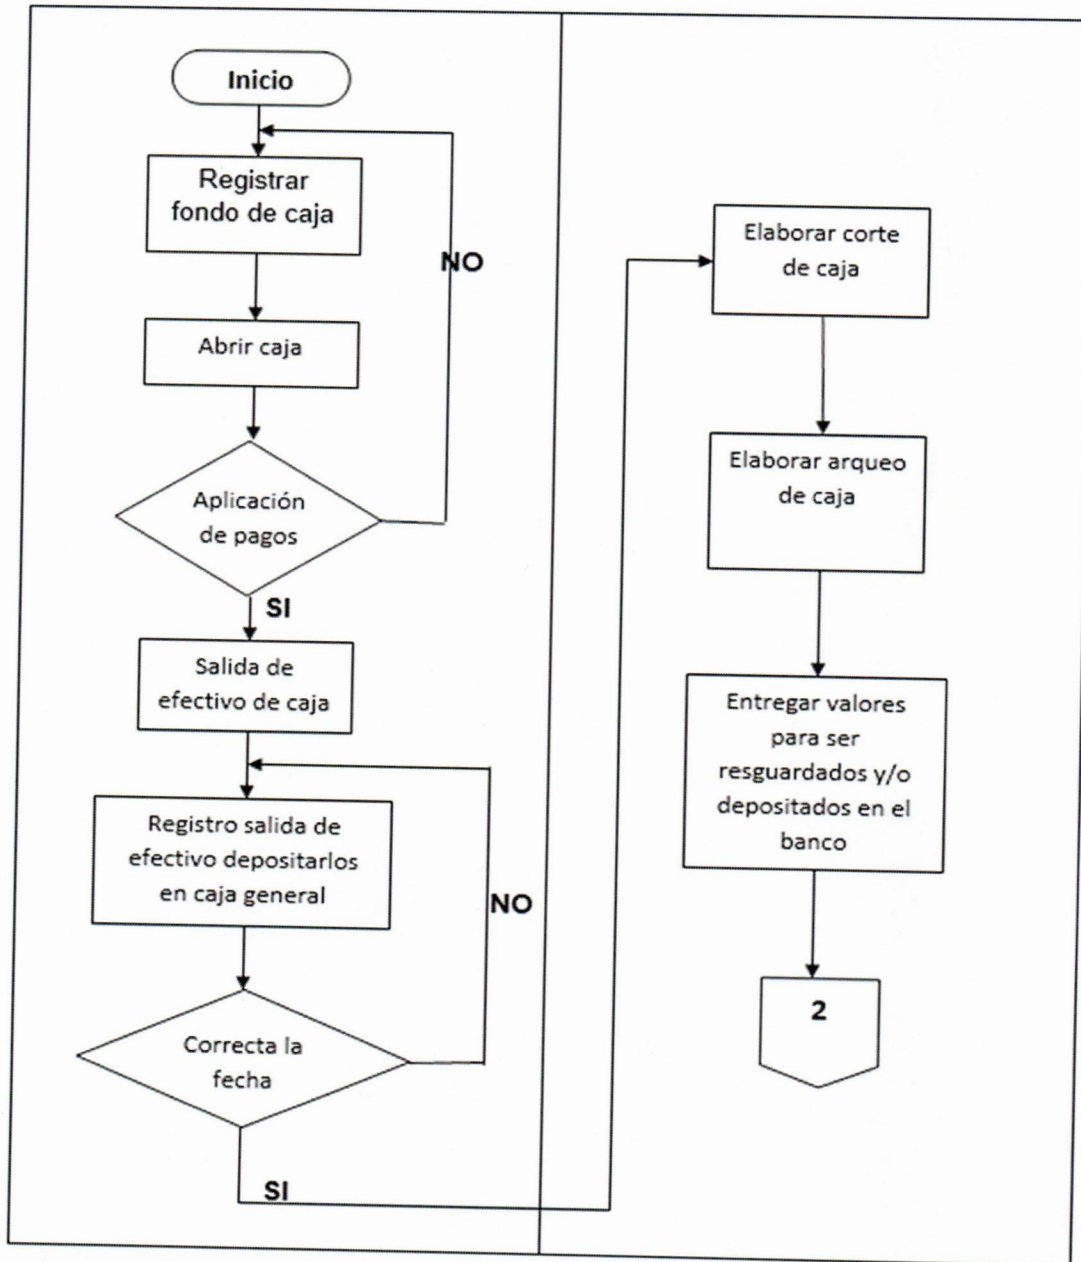 Inicio
Registrar
fondo de caja
NO
Abrir caja
Aplicación
de pagos
SI
Salida de
efectivo de caja
Registro salida de
efectivo depositarlos
en caja general
NO
Correcta la
fecha
SI
Elaborar corte
de caja
Elaborar arqueo
de caja
Entregar valores
para ser
resguardados y/o
depositados en el
banco
2